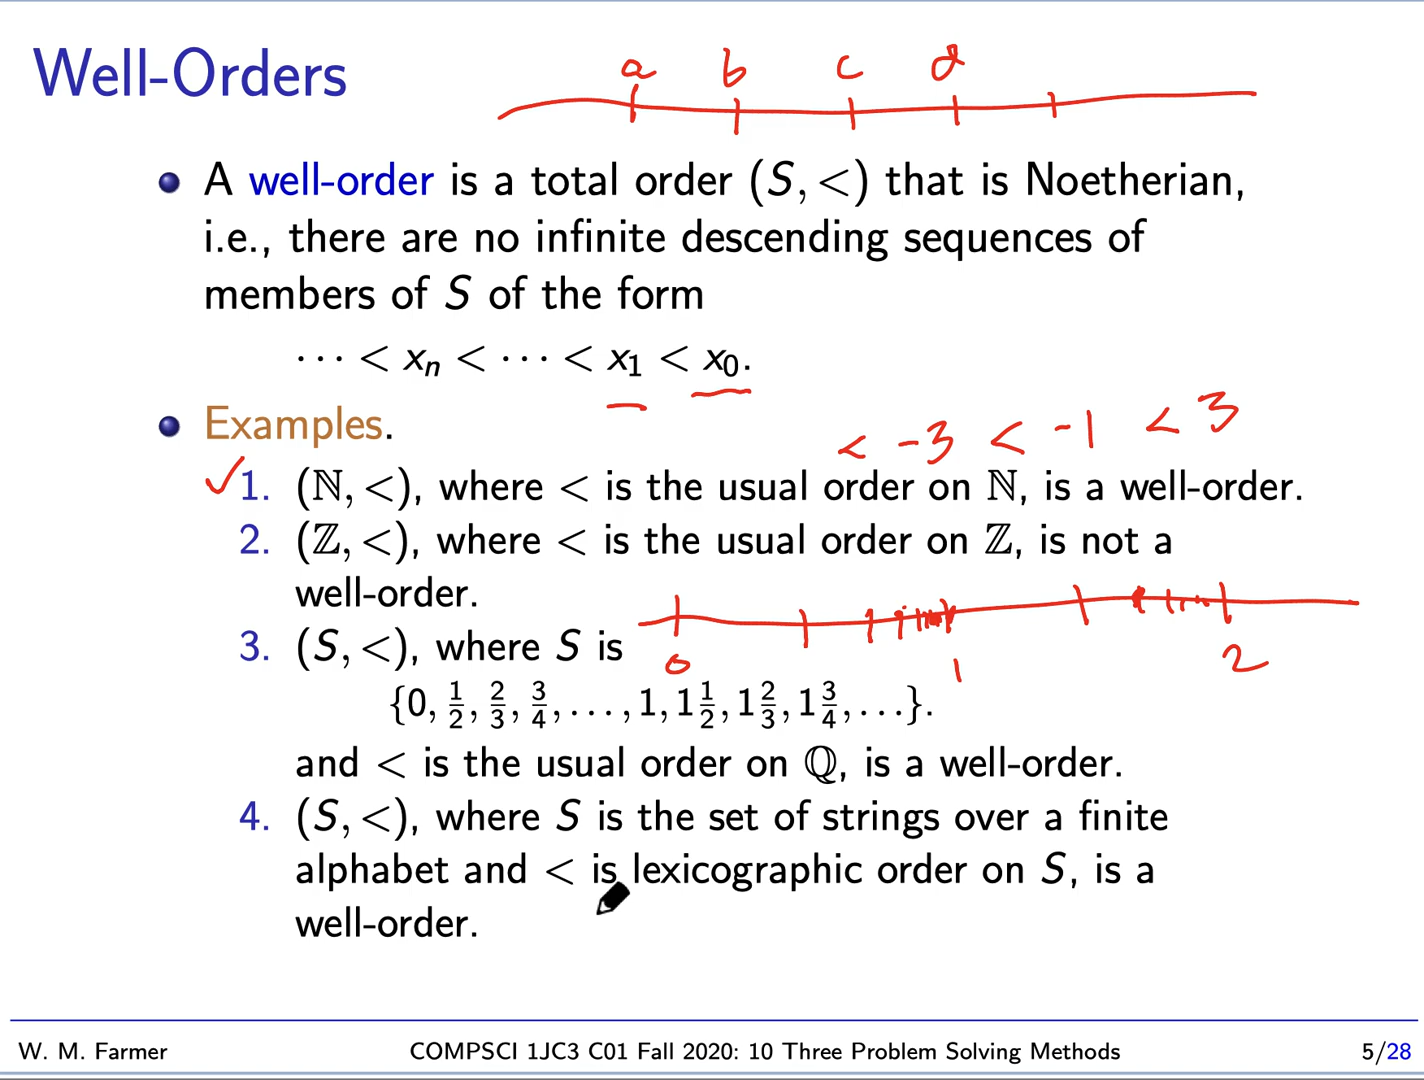 Well-Orders
a b c d
A well-order is a total order (S, <) that is Noetherian,
i.e., there are no infinite descending sequences of
members of S of the form
⋯ < xₙ < ⋯ < x₁ < x₀.
Examples.
< -3 < -1 < 3
1. (ℕ, <), where < is the usual order on ℕ, is a well-order.
2. (ℤ, <), where < is the usual order on ℤ, is not a
well-order.
3. (S, <), where S is
0 1 2
{0, 1/2, 2/3, 3/4, . . . , 1, 1 1/2, 1 2/3, 1 3/4, . . .}.
and < is the usual order on ℚ, is a well-order.
4. (S, <), where S is the set of strings over a finite
alphabet and < is lexicographic order on S, is a
well-order.
W. M. Farmer COMPSCI 1JC3 C01 Fall 2020: 10 Three Problem Solving Methods 5/28